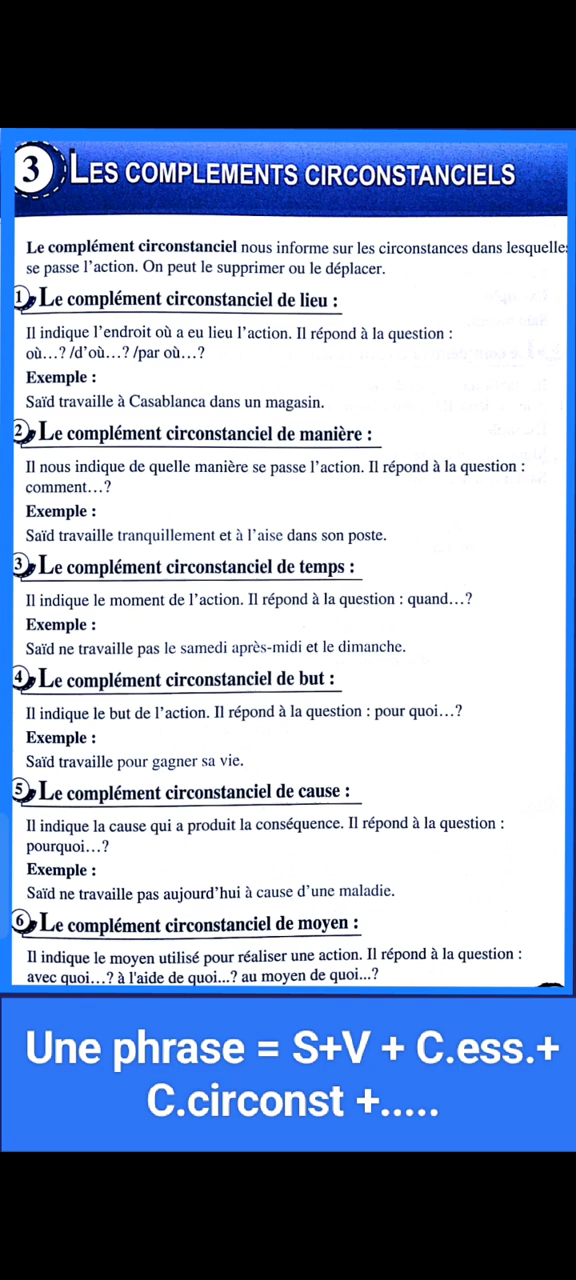 3 LES COMPLEMENTS CIRCONSTANCIELS
Le complément circonstanciel nous informe sur les circonstances dans lesquelles
se passe l'action. On peut le supprimer ou le déplacer.
1 Le complément circonstanciel de lieu :
Il indique l'endroit où a eu lieu l'action. Il répond à la question :
où...? /d'où...? /par où...?
Exemple :
Saïd travaille à Casablanca dans un magasin.
2 Le complément circonstanciel de manière :
Il nous indique de quelle manière se passe l'action. Il répond à la question :
comment...?
Exemple :
Saïd travaille tranquillement et à l'aise dans son poste.
3 Le complément circonstanciel de temps :
Il indique le moment de l'action. Il répond à la question : quand...?
Exemple :
Saïd ne travaille pas le samedi après-midi et le dimanche.
4 Le complément circonstanciel de but :
Il indique le but de l'action. Il répond à la question : pour quoi...?
Exemple :
Saïd travaille pour gagner sa vie.
5 Le complément circonstanciel de cause :
Il indique la cause qui a produit la conséquence. Il répond à la question :
pourquoi...?
Exemple :
Saïd ne travaille pas aujourd'hui à cause d'une maladie.
6 Le complément circonstanciel de moyen :
Il indique le moyen utilisé pour réaliser une action. Il répond à la question :
avec quoi...? à l'aide de quoi...? au moyen de quoi...?
Une phrase = S+V + C.ess.+
C.circonst +.....